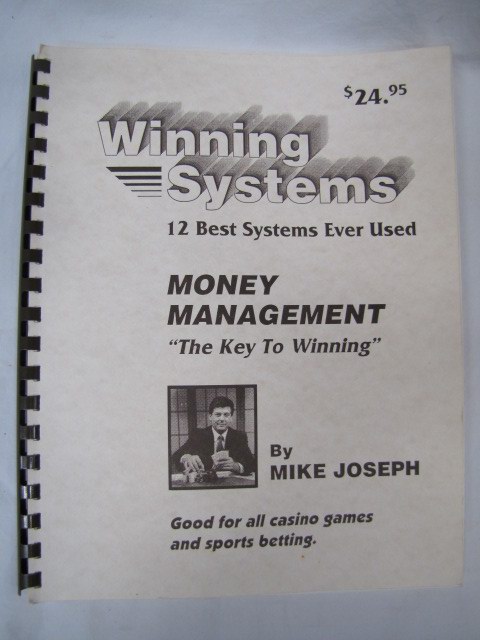 $24.95
Winning
Systems
12 Best Systems Ever Used
MONEY
MANAGEMENT
"The Key To Winning"
By
MIKE JOSEPH
Good for all casino games
and sports betting.